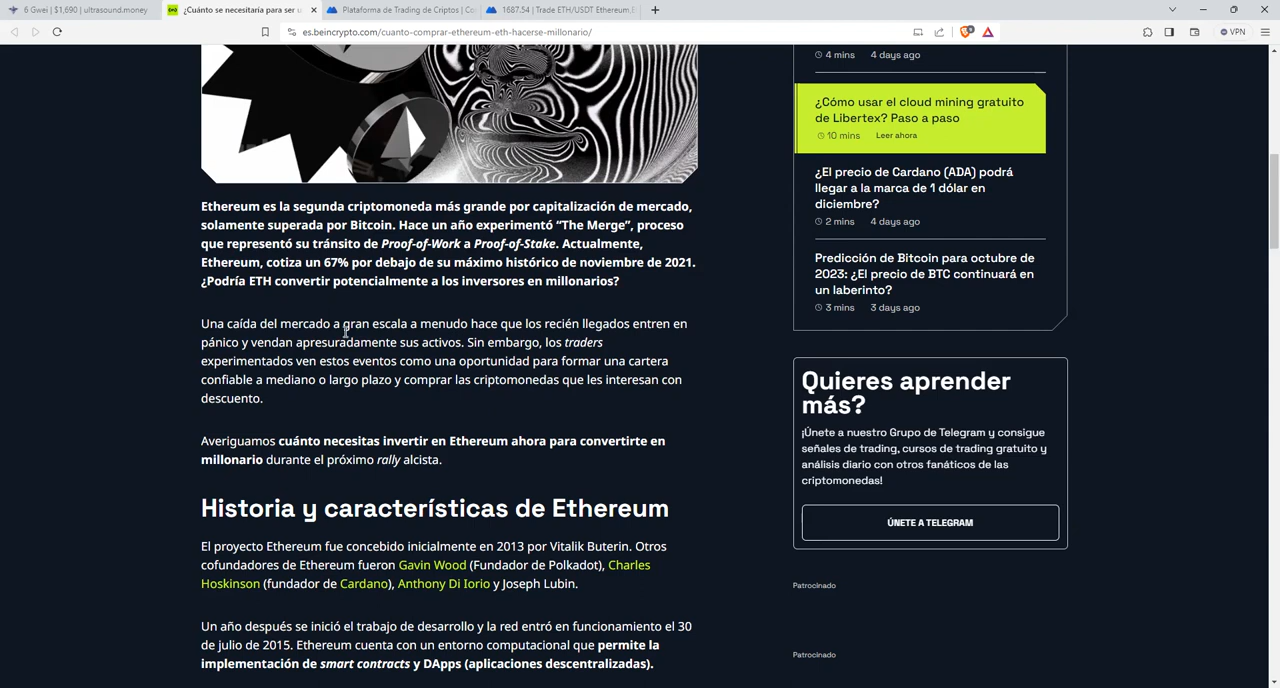 6 Gwei | $1,690 | ultrasound.money
¿Cuánto se necesitaría para ser u
Plataforma de Trading de Criptos | Co
1687.54 | Trade ETH/USDT Ethereum,E
es.beincrypto.com/cuanto-comprar-ethereum-eth-hacerse-millonario/
VPN
Ethereum es la segunda criptomoneda más grande por capitalización de mercado,
solamente superada por Bitcoin. Hace un año experimentó “The Merge”, proceso
que representó su tránsito de Proof-of-Work a Proof-of-Stake. Actualmente,
Ethereum, cotiza un 67% por debajo de su máximo histórico de noviembre de 2021.
¿Podría ETH convertir potencialmente a los inversores en millonarios?
Una caída del mercado a gran escala a menudo hace que los recién llegados entren en
pánico y vendan apresuradamente sus activos. Sin embargo, los traders
experimentados ven estos eventos como una oportunidad para formar una cartera
confiable a mediano o largo plazo y comprar las criptomonedas que les interesan con
descuento.
Averiguamos cuánto necesitas invertir en Ethereum ahora para convertirte en
millonario durante el próximo rally alcista.
Historia y características de Ethereum
El proyecto Ethereum fue concebido inicialmente en 2013 por Vitalik Buterin. Otros
cofundadores de Ethereum fueron Gavin Wood (Fundador de Polkadot), Charles
Hoskinson (fundador de Cardano), Anthony Di Iorio y Joseph Lubin.
Un año después se inició el trabajo de desarrollo y la red entró en funcionamiento el 30
de julio de 2015. Ethereum cuenta con un entorno computacional que permite la
implementación de smart contracts y DApps (aplicaciones descentralizadas).
4 mins 4 days ago
¿Cómo usar el cloud mining gratuito
de Libertex? Paso a paso
10 mins Leer ahora
¿El precio de Cardano (ADA) podrá
llegar a la marca de 1 dólar en
diciembre?
2 mins 4 days ago
Predicción de Bitcoin para octubre de
2023: ¿El precio de BTC continuará en
un laberinto?
3 mins 3 days ago
Quieres aprender
más?
¡Únete a nuestro Grupo de Telegram y consigue
señales de trading, cursos de trading gratuito y
análisis diario con otros fanáticos de las
criptomonedas!
ÚNETE A TELEGRAM
Patrocinado
Patrocinado